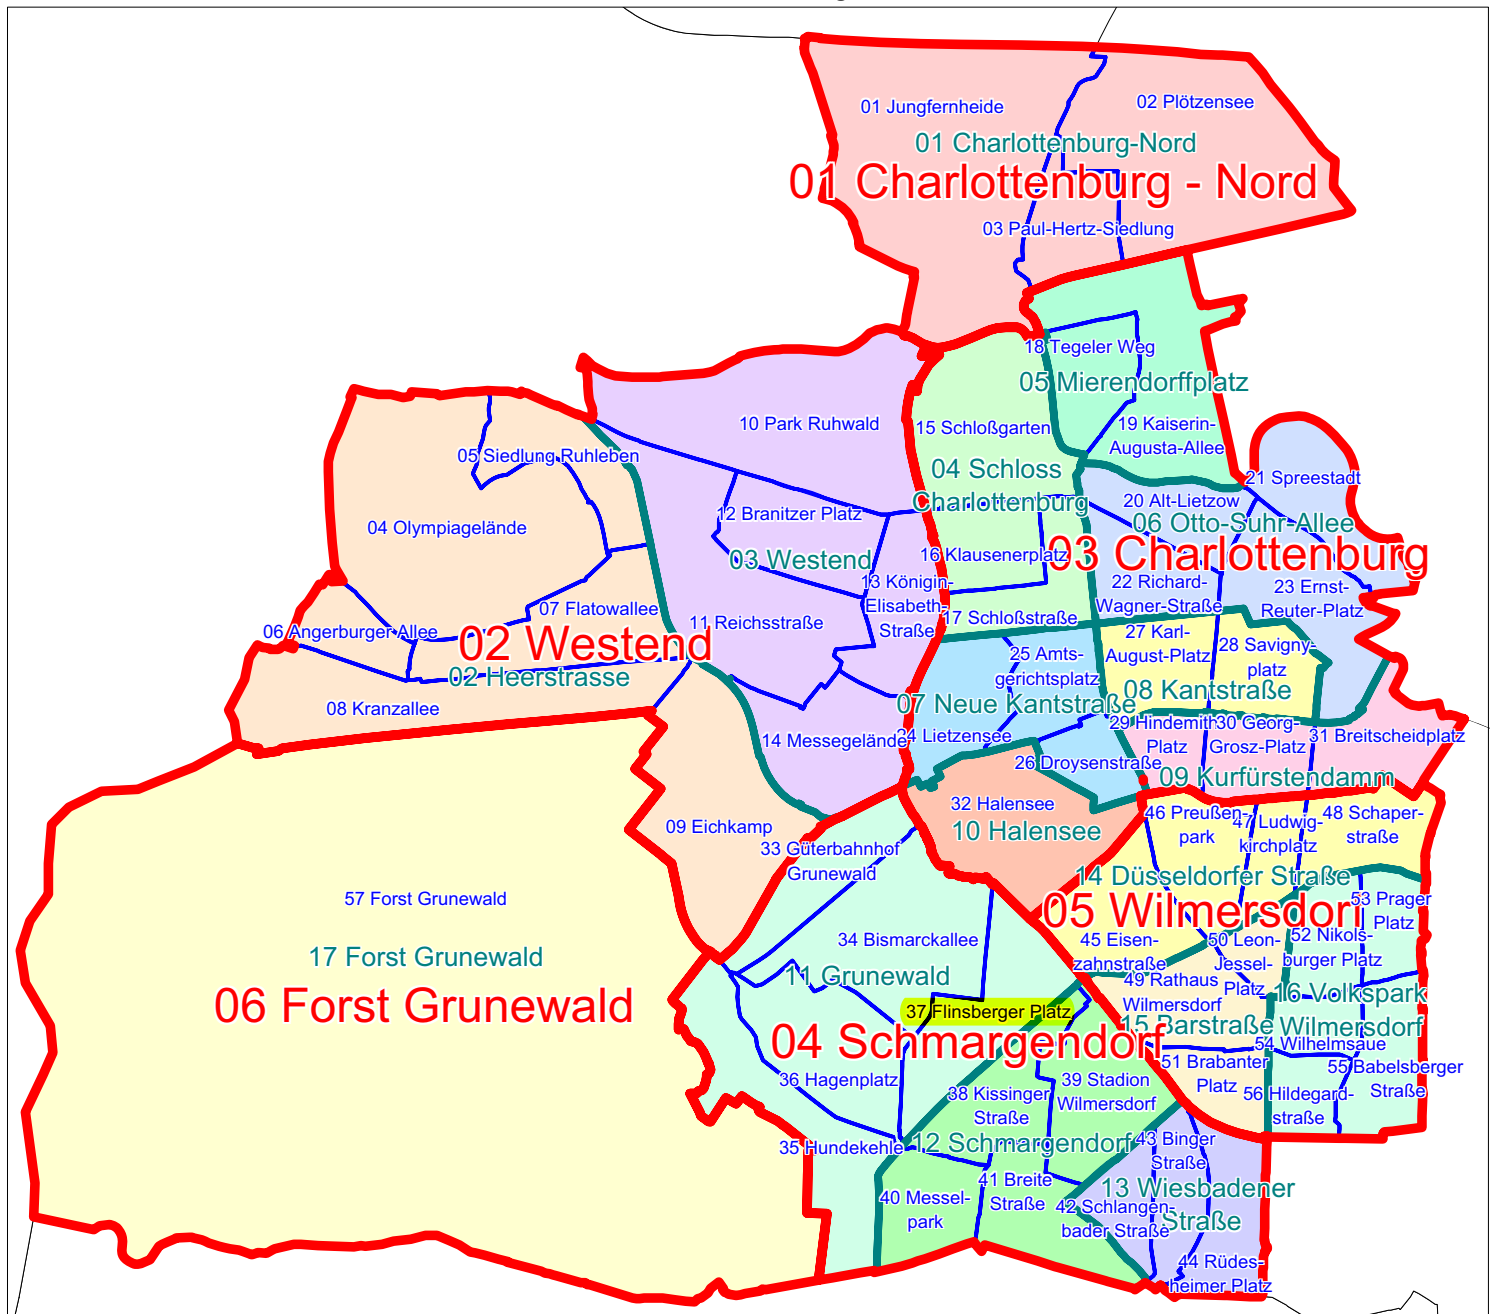 01 Jungfernheide
02 Plötzensee
01 Charlottenburg-Nord
01 Charlottenburg - Nord
03 Paul-Hertz-Siedlung
18 Tegeler Weg
05 Mierendorffplatz
10 Park Ruhwald
15 Schloßgarten
19 Kaiserin-
Augusta-Allee
05 Siedlung Ruhleben
04 Schloss
Charlottenburg
21 Spreestadt
20 Alt-Lietzow
12 Branitzer Platz
04 Olympiagelände
06 Otto-Suhr-Allee
03 Westend
16 Klausenerplatz
03 Charlottenburg
13 Königin-
Elisabeth-
Straße
22 Richard-
Wagner-Straße
23 Ernst-
Reuter-Platz
07 Flatowallee
11 Reichsstraße
17 Schloßstraße
06 Angerburger Allee
02 Westend
27 Karl-
August-Platz
28 Savigny-
platz
25 Amts-
gerichtsplatz
02 Heerstrasse
08 Kantstraße
07 Neue Kantstraße
08 Kranzallee
14 Messegelände
24 Lietzensee
29 Hindemith-
Platz
30 Georg-
Grosz-Platz
31 Breitscheidplatz
26 Droysenstraße
09 Kurfürstendamm
32 Halensee
10 Halensee
46 Preußen-
park
47 Ludwig-
kirchplatz
48 Schaper-
straße
09 Eichkamp
33 Güterbahnhof
Grunewald
14 Düsseldorfer Straße
57 Forst Grunewald
05 Wilmersdorf
53 Prager
Platz
34 Bismarckallee
45 Eisen-
zahnstraße
50 Leon-
Jessel-
Platz
52 Nikols-
burger Platz
17 Forst Grunewald
11 Grunewald
49 Rathaus
Wilmersdorf
16 Volkspark
Wilmersdorf
06 Forst Grunewald
37 Flinsberger Platz
15 Barstraße
04 Schmargendorf
54 Wilhelmsaue
51 Brabanter
Platz
55 Babelsberger
Straße
36 Hagenplatz
38 Kissinger
Straße
39 Stadion
Wilmersdorf
56 Hildegard-
straße
35 Hundekehle
12 Schmargendorf
43 Binger
Straße
40 Messel-
park
41 Breite
Straße
13 Wiesbadener
Straße
42 Schlangen-
bader Straße
44 Rüdes-
heimer Platz